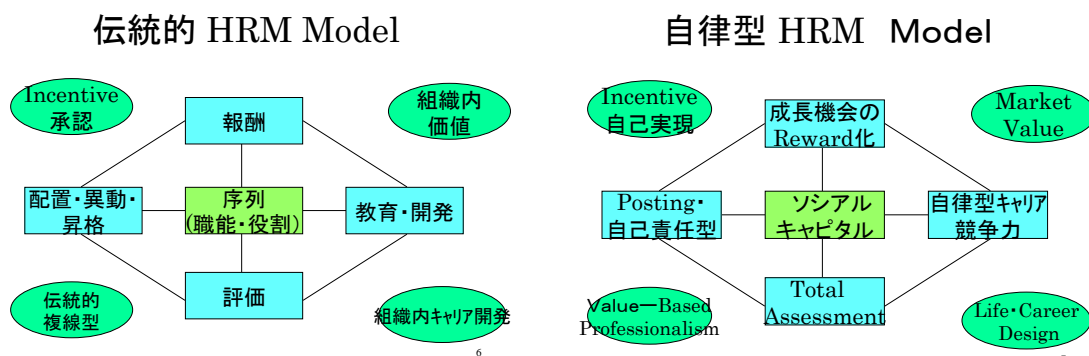 伝統的 HRM Model
Incentive
承認
報酬
組織内
価値
配置・異動・
昇格
序列
(職能・役割)
教育・開発
伝統的
複線型
評価
組織内キャリア開発
6
自律型 HRM Model
Incentive
自己実現
成長機会の
Reward化
Market
Value
Posting・
自己責任型
ソシアル
キャピタル
自律型キャリア
競争力
Value―Based
Professionalism
Total
Assessment
Life・Career
Design